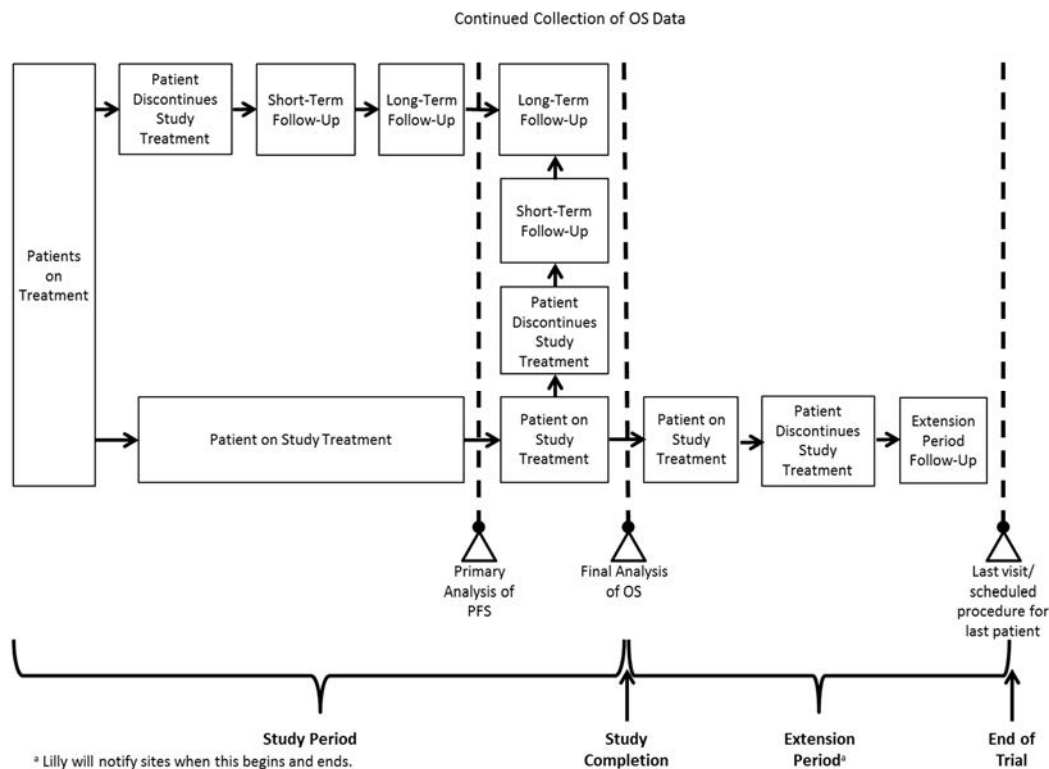 Continued Collection of OS Data
Patients
on
Treatment
Patient
Discontinues
Study
Treatment
Short-Term
Follow-Up
Long-Term
Follow-Up
Long-Term
Follow-Up
Short-Term
Follow-Up
Patient
Discontinues
Study
Treatment
Patient on Study Treatment
Patient on
Study
Treatment
Patient on
Study
Treatment
Patient
Discontinues
Study
Treatment
Extension
Period
Follow-Up
Primary
Analysis of
PFS
Final Analysis
of OS
Last visit/
scheduled
procedure for
last patient
Study Period
Study
Completion
Extension
Periodᵃ
End of
Trial
ᵃ Lilly will notify sites when this begins and ends.